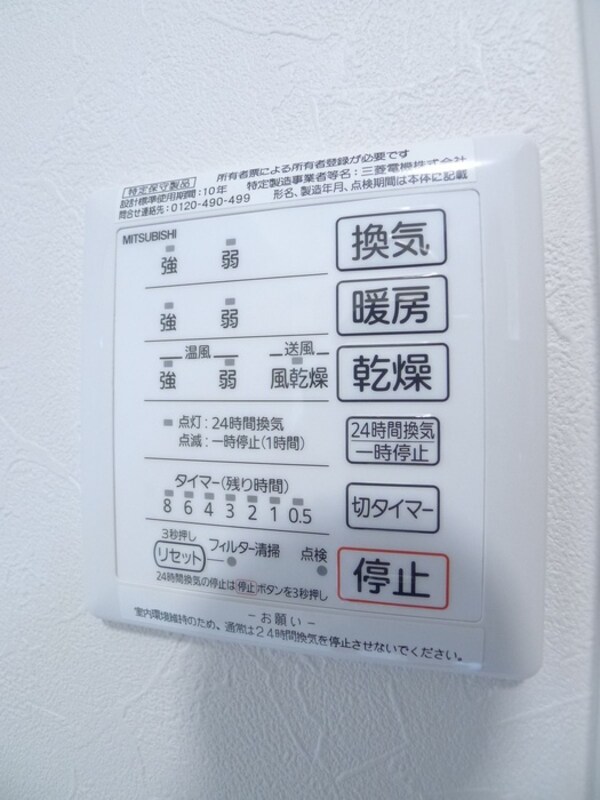 特定保守製品 所有者票による所有者登録が必要です
設計標準使用期間:10年 特定製造事業者等名:三菱電機株式会社
問合せ連絡先:0120-490-499 形名、製造年月、点検期間は本体に記載
MITSUBISHI
強 弱 換気
強 弱 暖房
温風 送風
強 弱 風乾燥 乾燥
点灯:24時間換気
点滅:一時停止(1時間)
24時間換気
一時停止
タイマー(残り時間)
8 6 4 3 2 1 0.5
切タイマー
3秒押し
リセット フィルター清掃 点検
停止
24時間換気の停止は停止ボタンを3秒押し
-お願い-
室内環境維持のため、通常は24時間換気を停止させないでください。